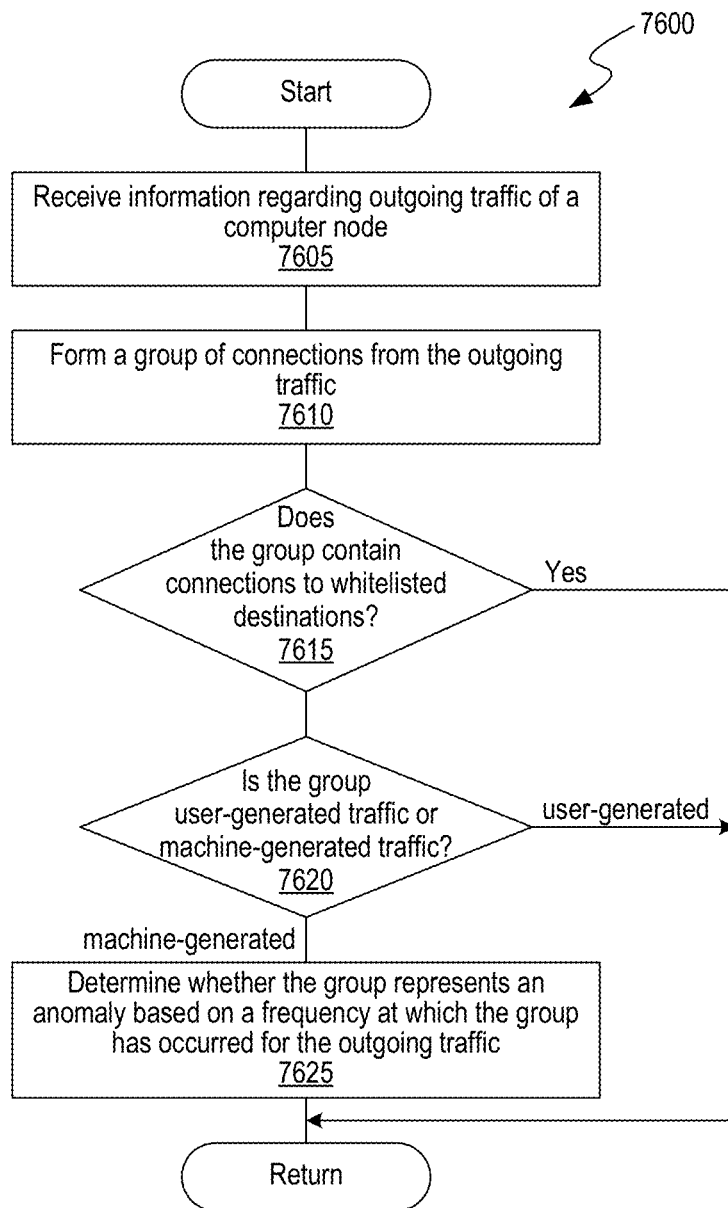 7600
Start
Receive information regarding outgoing traffic of a
computer node
7605
Form a group of connections from the outgoing
traffic
7610
Does
the group contain
connections to whitelisted
destinations?
7615
Yes
Is the group
user-generated traffic or
machine-generated traffic?
7620
user-generated
machine-generated
Determine whether the group represents an
anomaly based on a frequency at which the group
has occurred for the outgoing traffic
7625
Return